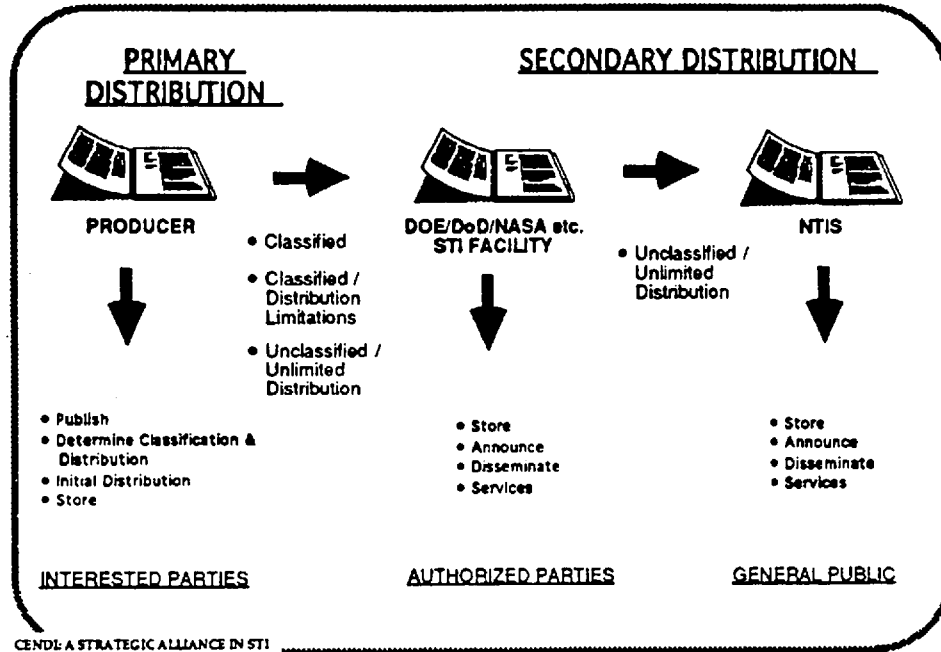 PRIMARY
DISTRIBUTION
SECONDARY DISTRIBUTION
PRODUCER
DOE/DoD/NASA etc.
STI FACILITY
NTIS
• Classified
• Classified /
Distribution
Limitations
• Unclassified /
Unlimited
Distribution
• Unclassified /
Unlimited
Distribution
• Publish
• Determine Classification &
Distribution
• Initial Distribution
• Store
• Store
• Announce
• Disseminate
• Services
• Store
• Announce
• Disseminate
• Services
INTERESTED PARTIES
AUTHORIZED PARTIES
GENERAL PUBLIC
CENDI: A STRATEGIC ALLIANCE IN STI